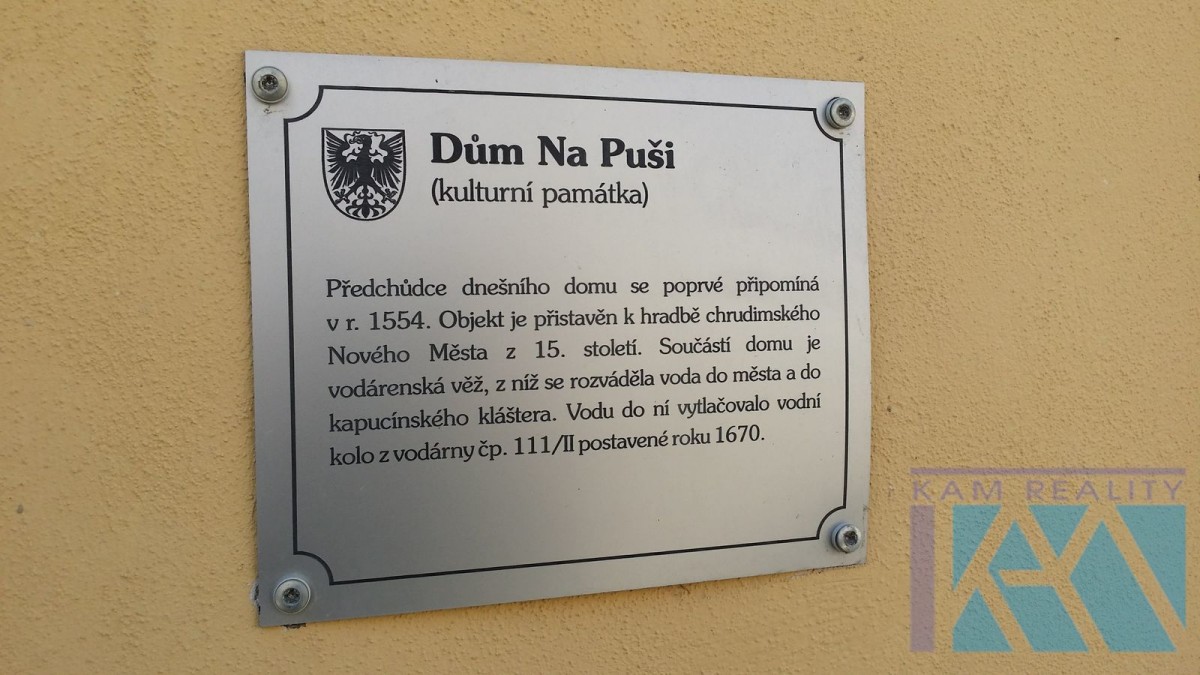 Dům Na Puši
(kulturní památka)
Předchůdce dnešního domu se poprvé připomíná
v r. 1554. Objekt je přistavěn k hradbě chrudimského
Nového Města z 15. století. Součástí domu je
vodárenská věž, z níž se rozváděla voda do města a do
kapucínského kláštera. Vodu do ní vytlačovalo vodní
kolo z vodárny čp. 111/II postavené roku 1670.
KAM REALITY